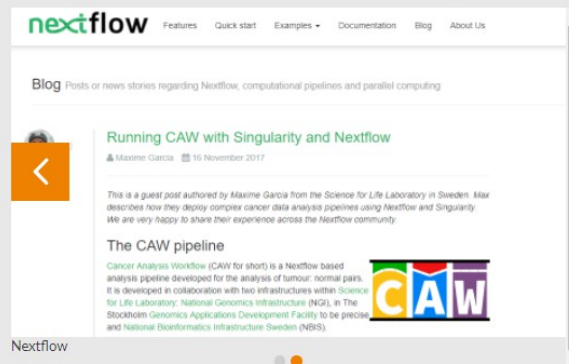 nextflow Features Quick start Examples Documentation Blog About Us
Blog Posts or news stories regarding Nextflow, computational pipelines and parallel computing
Running CAW with Singularity and Nextflow
Maxime Garcia 16 November 2017
This is a guest post authored by Maxime Garcia from the Science for Life Laboratory in Sweden. Max
describes how they deploy complex cancer data analysis pipelines using Nextflow and Singularity.
We are very happy to share their experience across the Nextflow community.
The CAW pipeline
Cancer Analysis Workflow (CAW for short) is a Nextflow based
analysis pipeline developed for the analysis of tumour: normal pairs.
It is developed in collaboration with two infrastructures within Science
for Life Laboratory: National Genomics Infrastructure (NGI), in The
Stockholm Genomics Applications Development Facility to be precise
and National Bioinformatics Infrastructure Sweden (NBIS).
CAW
Nextflow